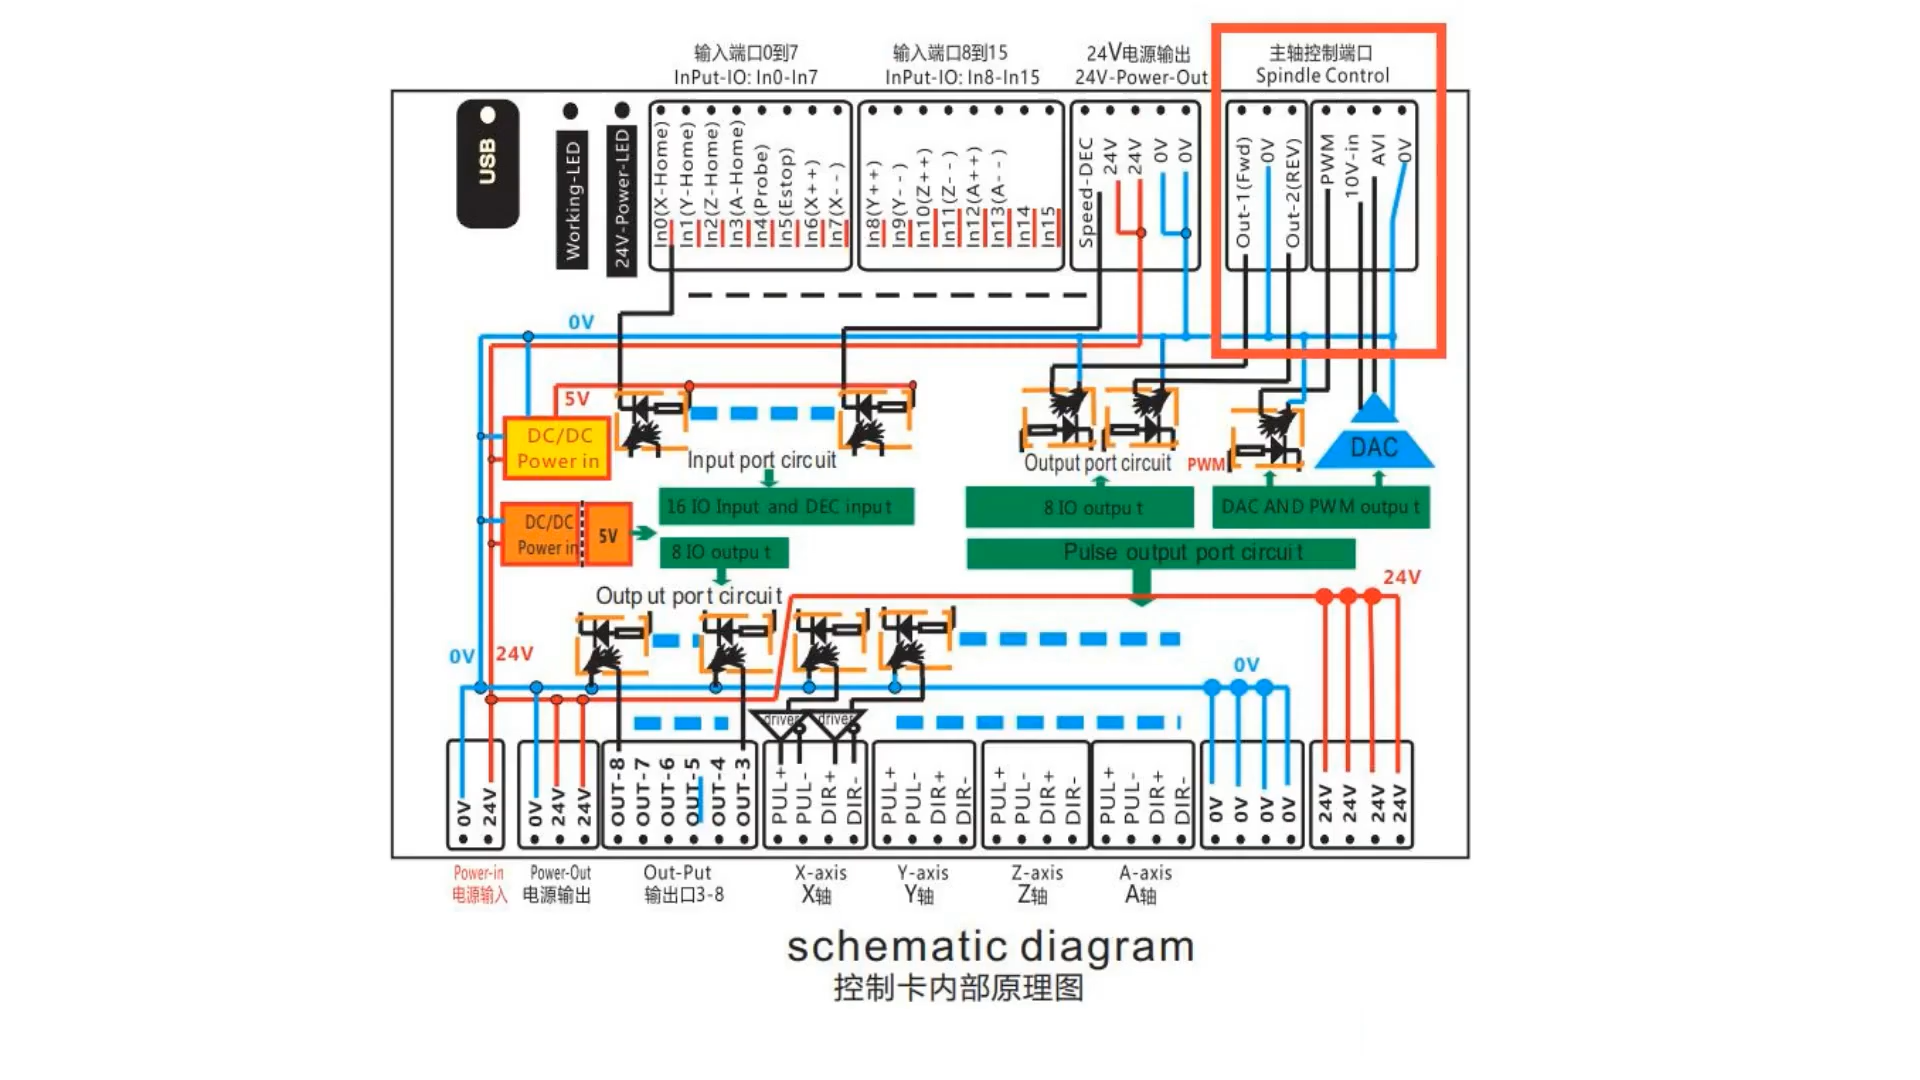 输入端口0到7
InPut-IO: In0-In7
输入端口8到15
InPut-IO: In8-In15
24V电源输出
24V-Power-Out
主轴控制端口
Spindle Control
USB
Working-LED
24V-Power-LED
In0(X-Home)
In1(Y-Home)
In2(Z-Home)
In3(A-Home)
In4(Probe)
In5(Estop)
In6(X++)
In7(X--)
In8(Y++)
In9(Y--)
In10(Z++)
In11(Z--)
In12(A++)
In13(A--)
In14
In15
Speed-DEC
24V
24V
0V
0V
Out-1(Fwd)
0V
Out-2(REV)
PWM
10V-in
AVI
0V
0V
5V
DC/DC
Power in
Input port circuit
Output port circuit
PWM
DAC
DC/DC
Power in
5V
16 IO Input and DEC input
8 IO output
8 IO output
DAC AND PWM output
Pulse output port circuit
Output port circuit
24V
0V
24V
0V
driver
driver
0V
24V
0V
24V
24V
OUT-8
OUT-7
OUT-6
OUT-5
OUT-4
OUT-3
PUL+
PUL-
DIR+
DIR-
PUL+
PUL-
DIR+
DIR-
PUL+
PUL-
DIR+
DIR-
PUL+
PUL-
DIR+
DIR-
0V
0V
0V
0V
24V
24V
24V
24V
Power-in
电源输入
Power-Out
电源输出
Out-Put
输出口3-8
X-axis
X轴
Y-axis
Y轴
Z-axis
Z轴
A-axis
A轴
schematic diagram
控制卡内部原理图